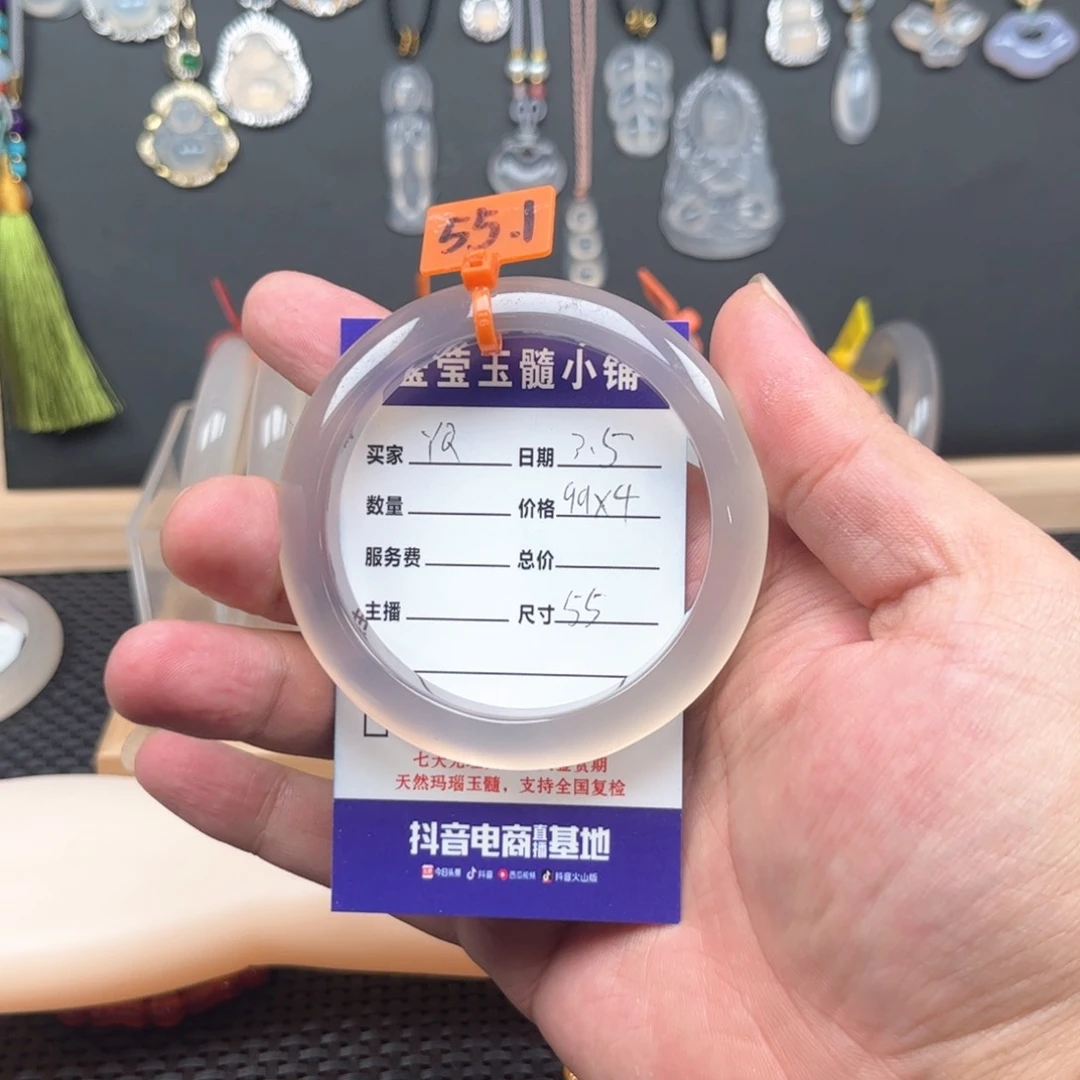 55.1
莹玉髓小铺
买家 YQ 日期 3.5
数量 价格 99x4
服务费 总价
主播 尺寸 55
天然玛瑙玉髓，支持全国复检
抖音电商直播基地
今日头条 抖音 西瓜视频 抖音火山版